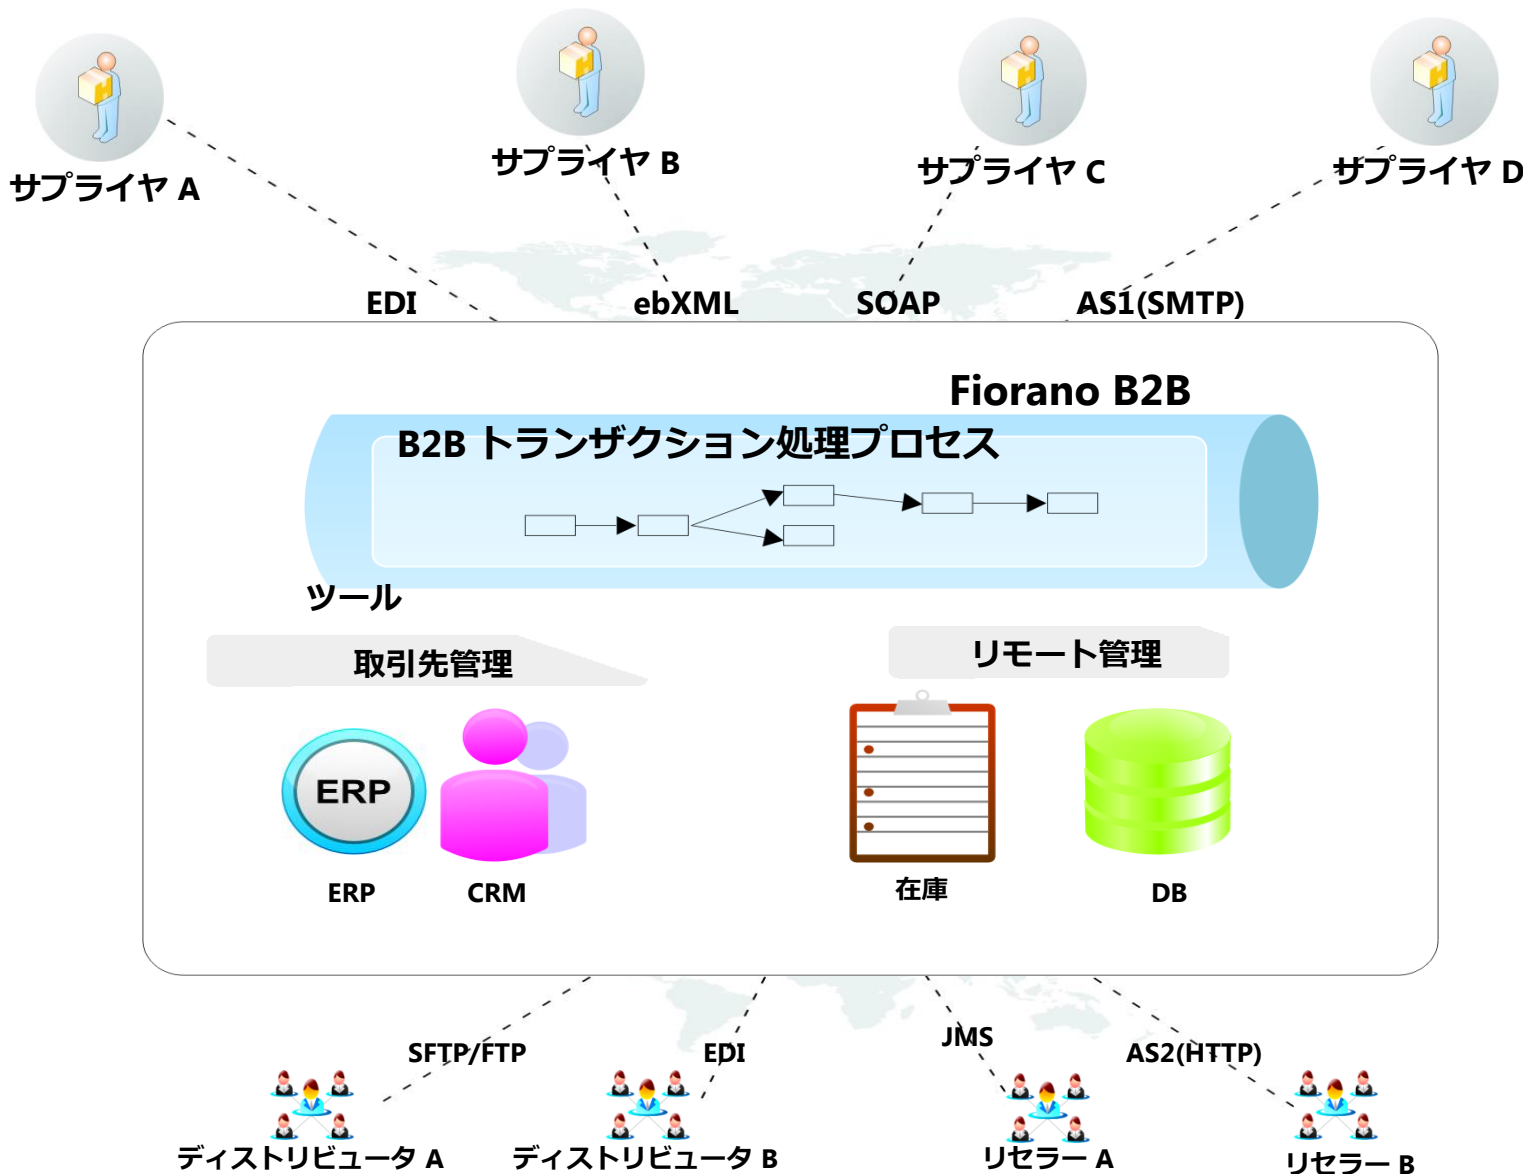 サプライヤ A
サプライヤ B
サプライヤ C
サプライヤ D
EDI
ebXML
SOAP
AS1(SMTP)
Fiorano B2B
B2B トランザクション処理プロセス
ツール
取引先管理
リモート管理
ERP
ERP
CRM
在庫
DB
SFTP/FTP
EDI
JMS
AS2(HTTP)
ディストリビュータ A
ディストリビュータ B
リセラー A
リセラー B